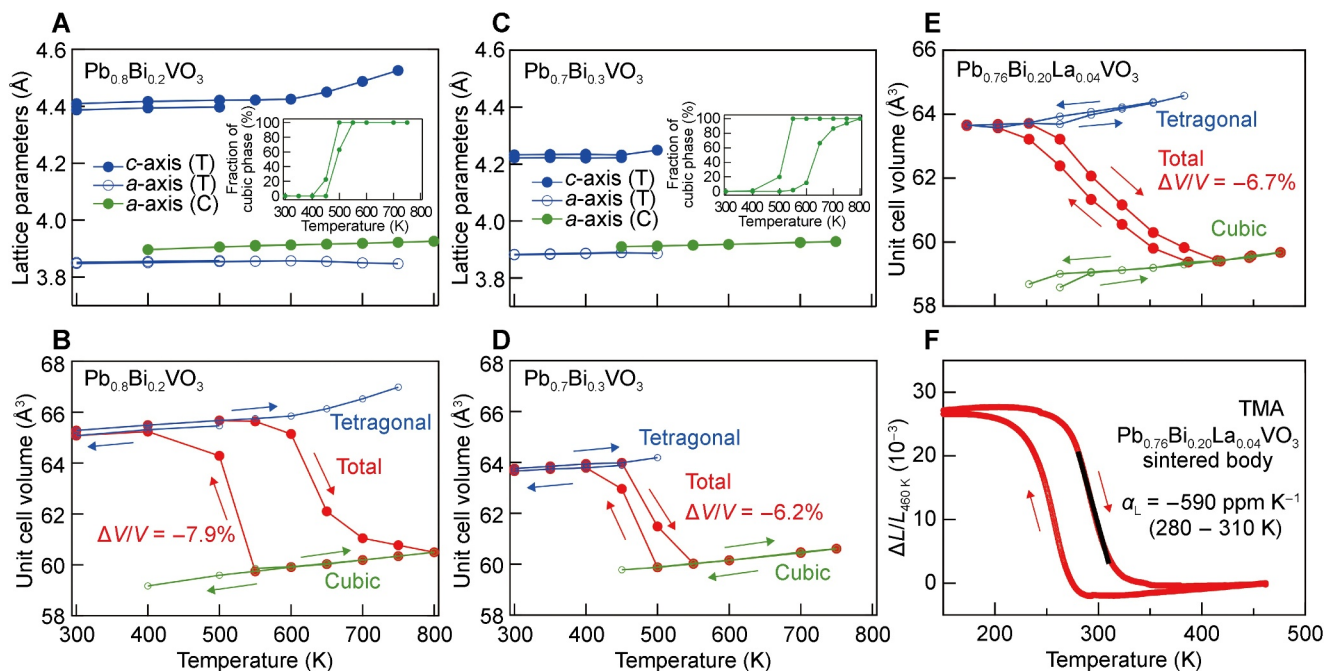 A
Pb0.8Bi0.2VO3
Lattice parameters (Å)
4.6
4.4
4.2
4.0
3.8
c-axis (T)
a-axis (T)
a-axis (C)
Fraction of
cubic phase (%)
100
80
60
40
20
0
300 400 500 600 700 800
Temperature (K)
B
Pb0.8Bi0.2VO3
Unit cell volume (Å3)
68
66
64
62
60
58
Tetragonal
Total
ΔV/V = −7.9%
Cubic
300 400 500 600 700 800
Temperature (K)
C
Pb0.7Bi0.3VO3
Lattice parameters (Å)
4.6
4.4
4.2
4.0
3.8
c-axis (T)
a-axis (T)
a-axis (C)
Fraction of
cubic phase (%)
100
80
60
40
20
0
300 400 500 600 700 800
Temperature (K)
D
Pb0.7Bi0.3VO3
Unit cell volume (Å3)
68
66
64
62
60
58
Tetragonal
Total
ΔV/V = −6.2%
Cubic
300 400 500 600 700 800
Temperature (K)
E
Pb0.76Bi0.20La0.04VO3
Unit cell volume (Å3)
66
64
62
60
58
Tetragonal
Total
ΔV/V = −6.7%
Cubic
F
ΔL/L460 K (10−3)
30
20
10
0
TMA
Pb0.76Bi0.20La0.04VO3
sintered body
αL = −590 ppm K−1
(280 – 310 K)
200 300 400 500
Temperature (K)